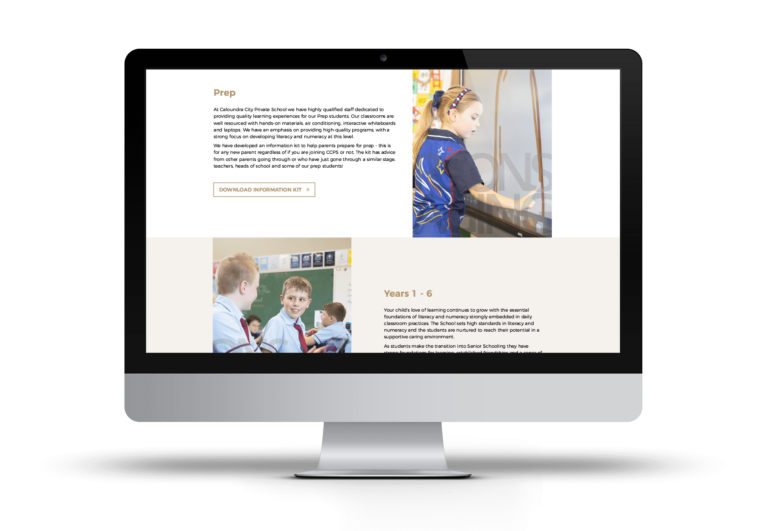 Prep
At Caloundra City Private School we have highly qualified staff dedicated to
providing quality learning experiences for our Prep students. Our classrooms are
well resourced with hands-on materials, air conditioning, interactive whiteboards
and laptops. We have an emphasis on providing high-quality programs, with a
strong focus on developing literacy and numeracy at this level.
We have developed an information kit to help parents prepare for prep - this is
for any new parent regardless of if you are joining CCPS or not. The kit has advice
from other parents going through or who have just gone through a similar stage,
teachers, heads of school and some of our prep students!
DOWNLOAD INFORMATION KIT
Years 1 - 6
Your child's love of learning continues to grow with the essential
foundations of literacy and numeracy strongly embedded in daily
classroom practices. The School sets high standards in literacy and
numeracy and the students are nurtured to reach their potential in a
supportive caring environment.
As students make the transition into Senior Schooling they have